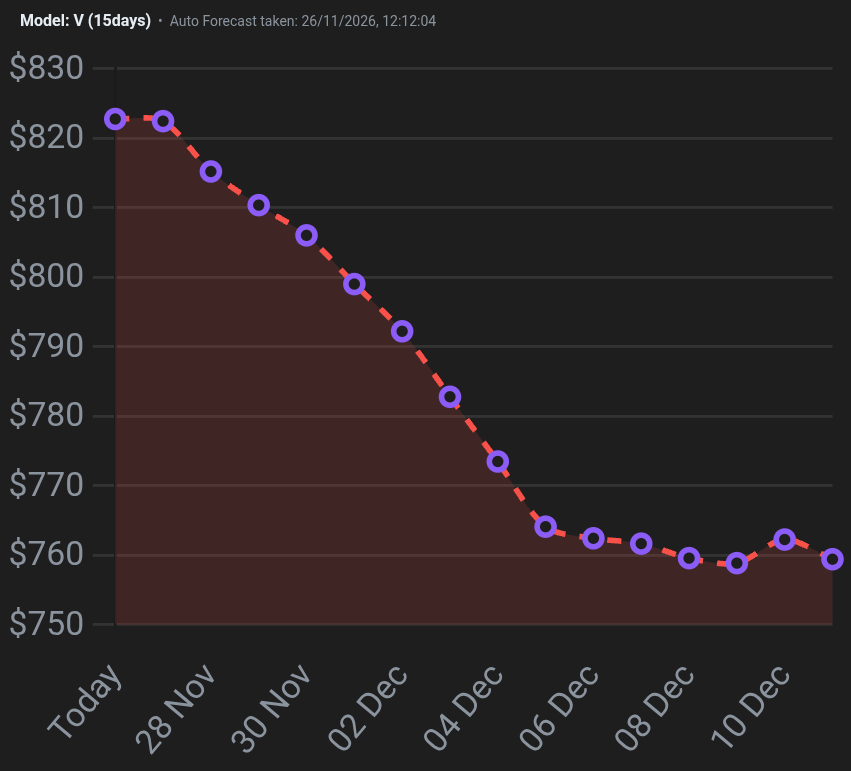 Model: V (15days) • Auto Forecast taken: 26/11/2026, 12:12:04
$830
$820
$810
$800
$790
$780
$770
$760
$750
Today
28 Nov
30 Nov
02 Dec
04 Dec
06 Dec
08 Dec
10 Dec